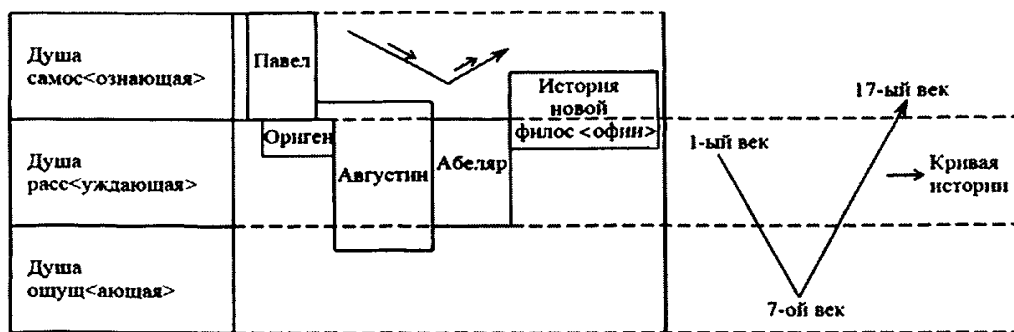 Душа
самос<ознающая>
Павел
История
новой
филос <офии>
17-ый век
Ориген
1-ый век
Душа
расс<уждающая>
Августин
Абеляр
Кривая
истории
Душа
ощущ<ающая>
7-ой век